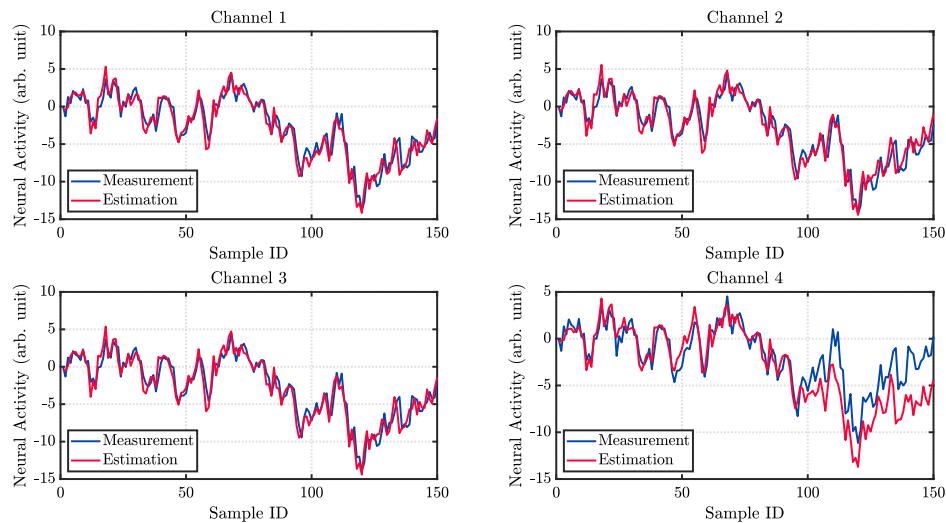 Channel 1
Neural Activity (arb. unit)
10
5
0
-5
-10
-15
Measurement
Estimation
0 50 100 150
Sample ID
Channel 2
Neural Activity (arb. unit)
10
5
0
-5
-10
-15
Measurement
Estimation
0 50 100 150
Sample ID
Channel 3
Neural Activity (arb. unit)
10
5
0
-5
-10
-15
Measurement
Estimation
0 50 100 150
Sample ID
Channel 4
Neural Activity (arb. unit)
5
0
-5
-10
-15
Measurement
Estimation
0 50 100 150
Sample ID